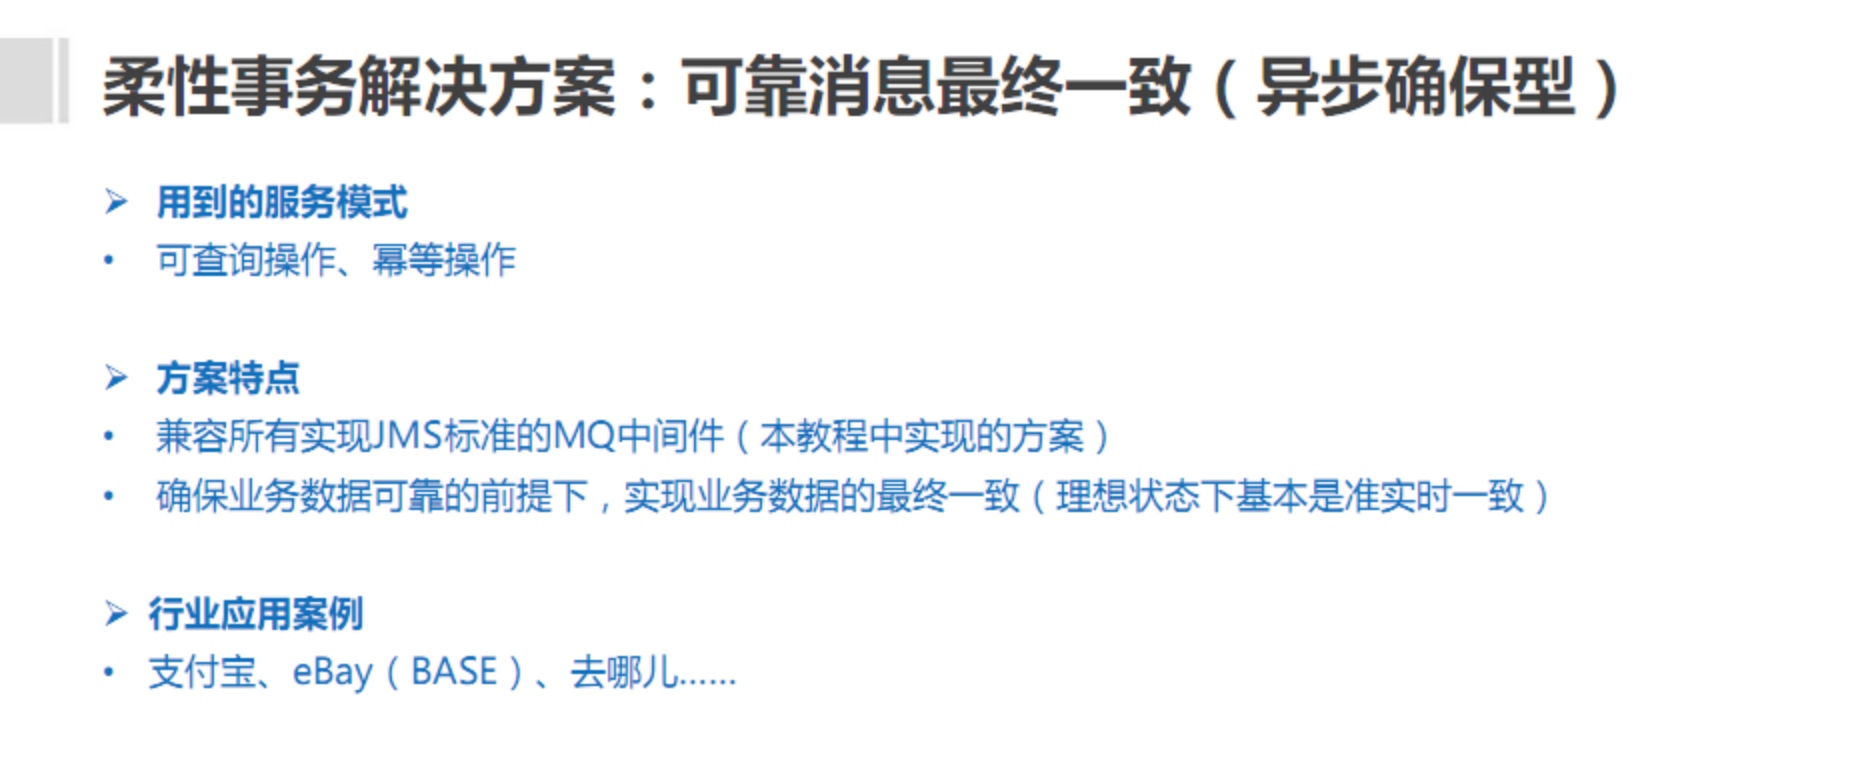 柔性事务解决方案：可靠消息最终一致（异步确保型）
➢ 用到的服务模式
• 可查询操作、幂等操作
➢ 方案特点
• 兼容所有实现JMS标准的MQ中间件（本教程中实现的方案）
• 确保业务数据可靠的前提下，实现业务数据的最终一致（理想状态下基本是准实时一致）
➢ 行业应用案例
• 支付宝、eBay（BASE）、去哪儿......